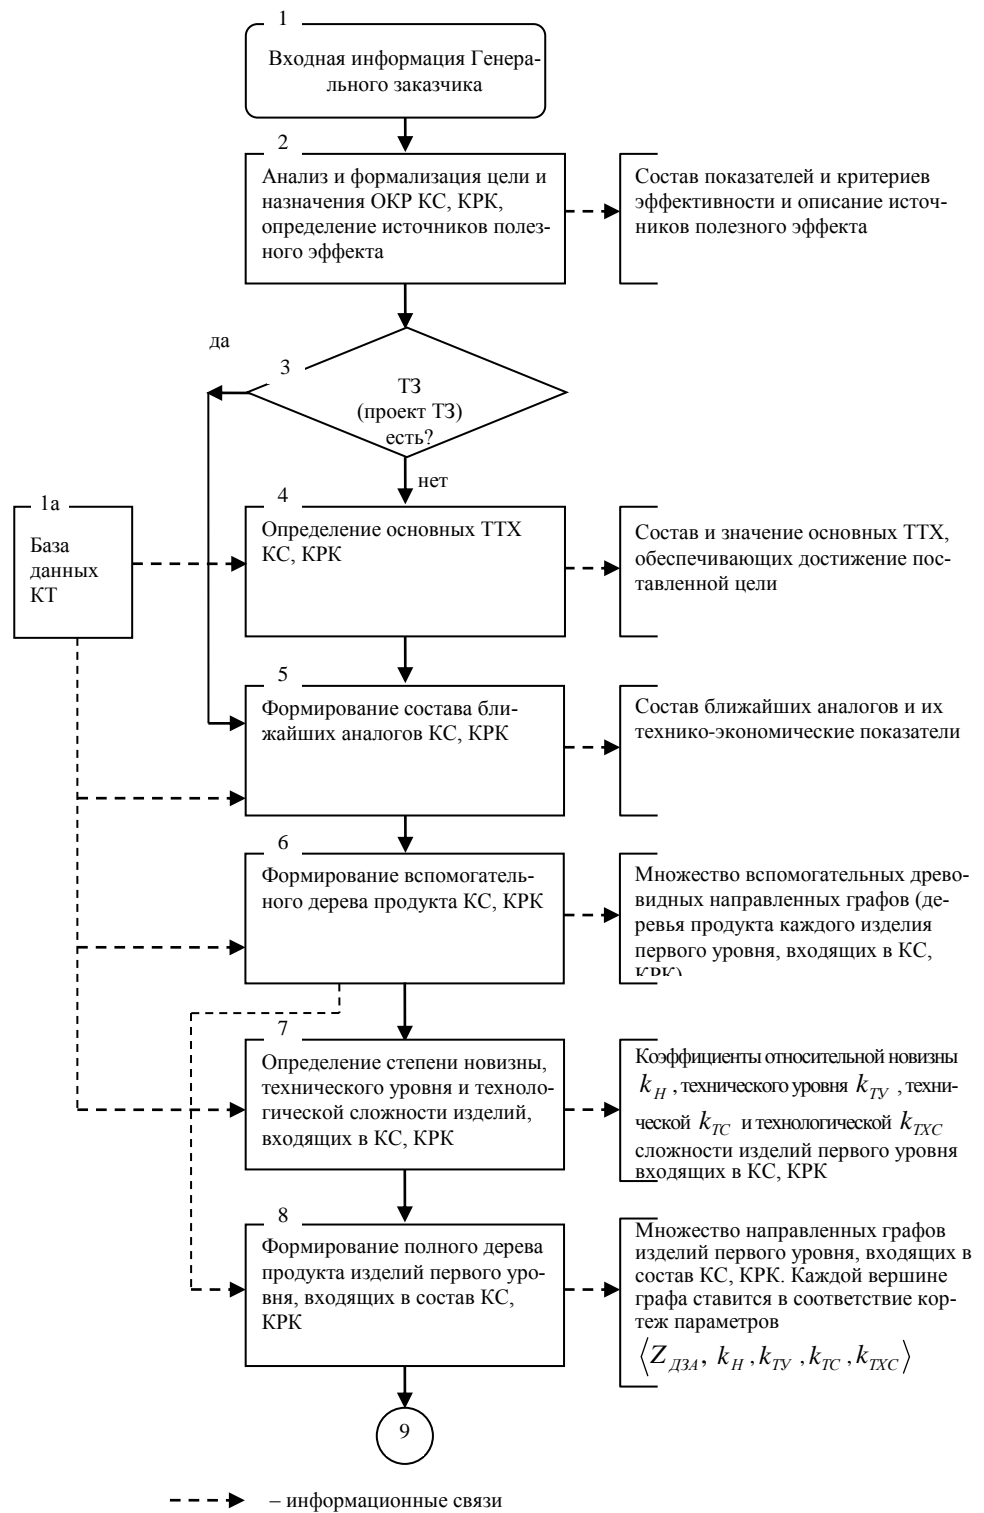 1
Входная информация Генера-
льного заказчика
2
Анализ и формализация цели и
назначения ОКР КС, КРК,
определение источников полез-
ного эффекта
Состав показателей и критериев
эффективности и описание источ-
ников полезного эффекта
да
3
ТЗ
(проект ТЗ)
есть?
нет
1а
База
данных
КТ
4
Определение основных ТТХ
КС, КРК
Состав и значение основных ТТХ,
обеспечивающих достижение пос-
тавленной цели
5
Формирование состава бли-
жайших аналогов КС, КРК
Состав ближайших аналогов и их
технико-экономические показатели
6
Формирование вспомогатель-
ного дерева продукта КС, КРК
Множество вспомогательных древо-
видных направленных графов (де-
ревья продукта каждого изделия
первого уровня, входящих в КС,
КРК)
7
Определение степени новизны,
технического уровня и техноло-
гической сложности изделий,
входящих в КС, КРК
Коэффициенты относительной новизны
k_Н , технического уровня k_ТУ , техни-
ческой k_ТС и технологической k_ТХС
сложности изделий первого уровня
входящих в КС, КРК
8
Формирование полного дерева
продукта изделий первого уро-
вня, входящих в состав КС,
КРК
Множество направленных графов
изделий первого уровня, входящих в
состав КС, КРК. Каждой вершине
графа ставится в соответствие кор-
теж параметров
⟨Z_ДЗА, k_Н , k_ТУ , k_ТС , k_ТХС⟩
9
– информационные связи